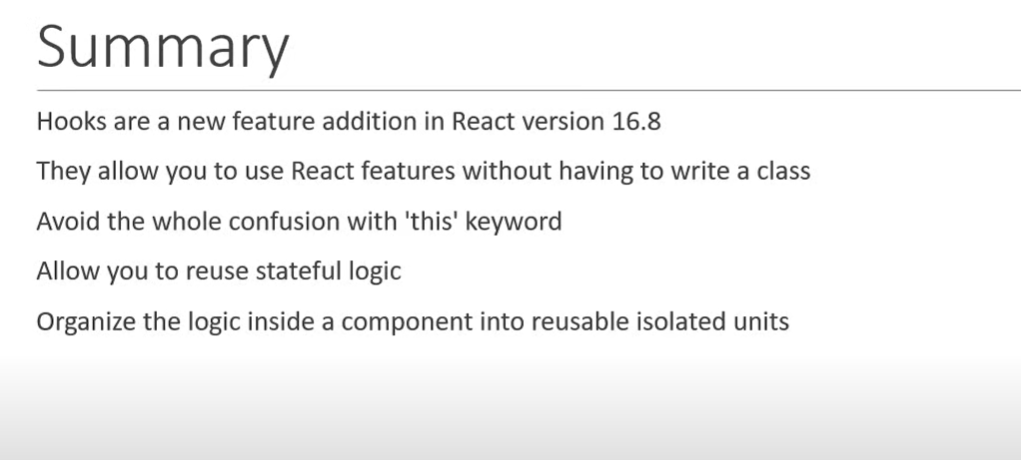 Summary
Hooks are a new feature addition in React version 16.8
They allow you to use React features without having to write a class
Avoid the whole confusion with 'this' keyword
Allow you to reuse stateful logic
Organize the logic inside a component into reusable isolated units